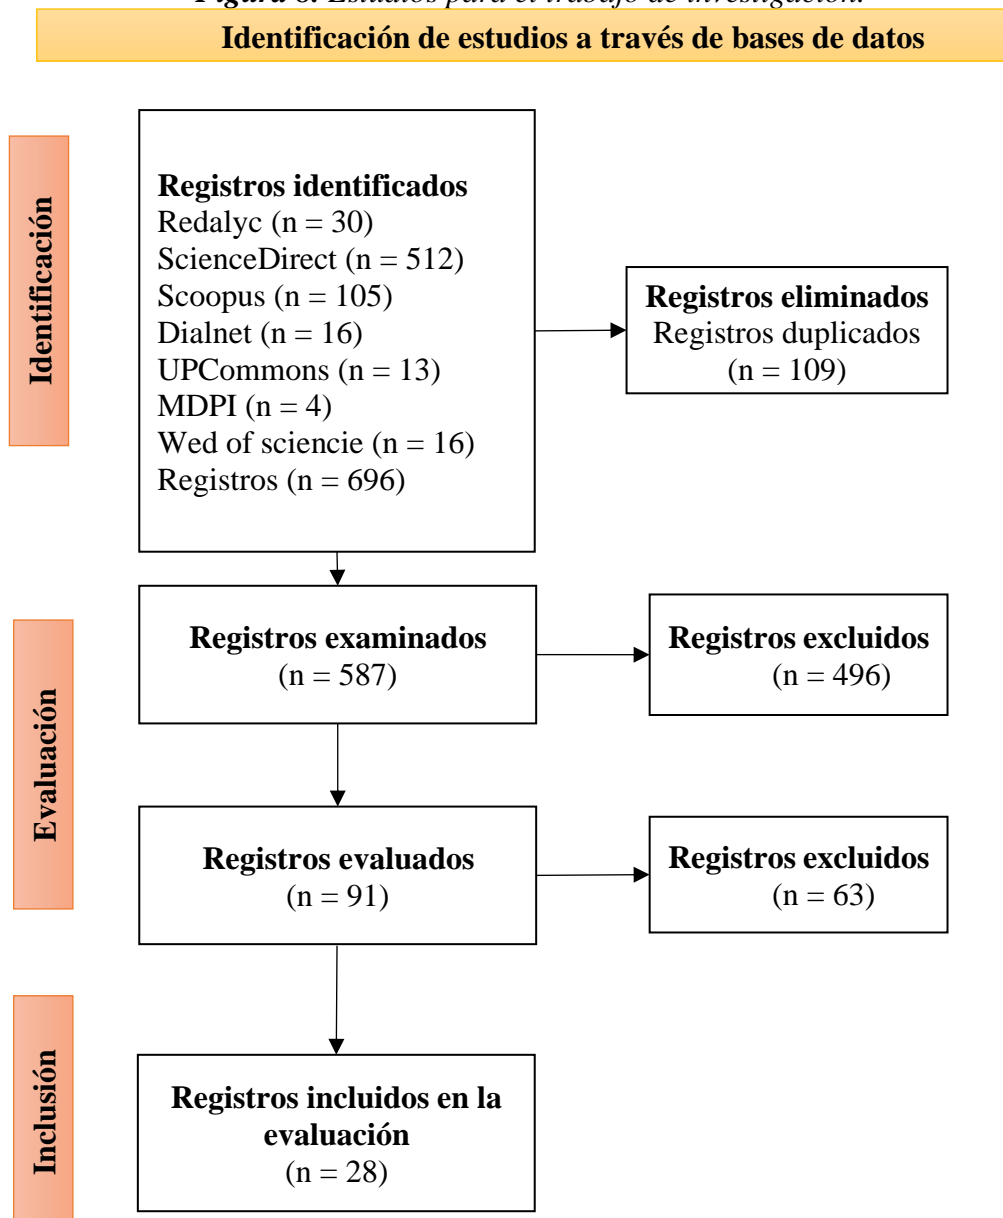 Figura 8. Estudios para el trabajo de investigación.
Identificación de estudios a través de bases de datos
Identificación
Registros identificados
Redalyc (n = 30)
ScienceDirect (n = 512)
Scoopus (n = 105)
Dialnet (n = 16)
UPCommons (n = 13)
MDPI (n = 4)
Wed of sciencie (n = 16)
Registros (n = 696)
Registros eliminados
Registros duplicados
(n = 109)
Evaluación
Registros examinados
(n = 587)
Registros excluidos
(n = 496)
Registros evaluados
(n = 91)
Registros excluidos
(n = 63)
Inclusión
Registros incluidos en la
evaluación
(n = 28)